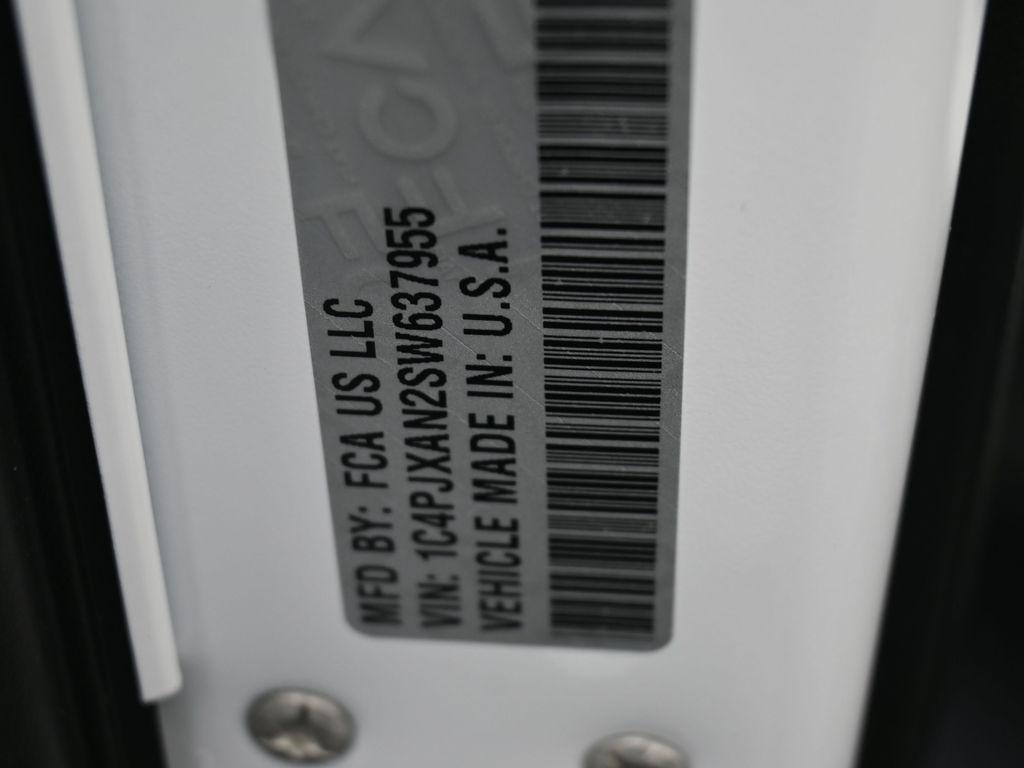 MFD BY: FCA US LLC
VIN: 1C4PJXAN2SW637955
VEHICLE MADE IN: U.S.A.